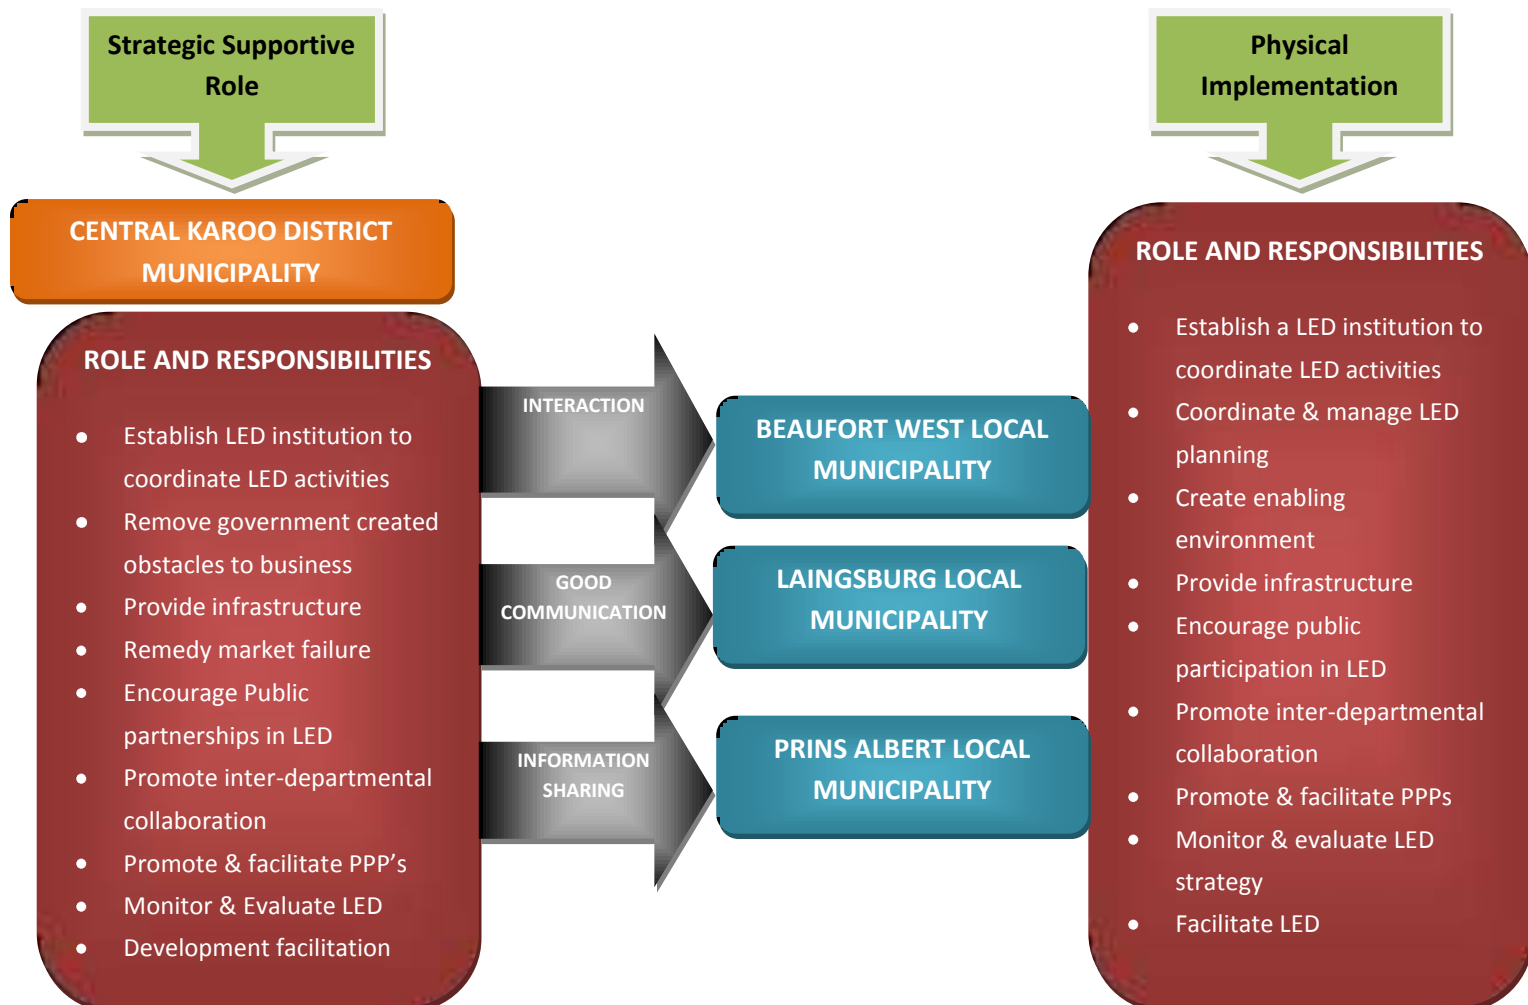 Strategic Supportive
Role
CENTRAL KAROO DISTRICT
MUNICIPALITY
ROLE AND RESPONSIBILITIES
• Establish LED institution to
coordinate LED activities
• Remove government created
obstacles to business
• Provide infrastructure
• Remedy market failure
• Encourage Public
partnerships in LED
• Promote inter-departmental
collaboration
• Promote & facilitate PPP’s
• Monitor & Evaluate LED
• Development facilitation
INTERACTION
GOOD
COMMUNICATION
INFORMATION
SHARING
BEAUFORT WEST LOCAL
MUNICIPALITY
LAINGSBURG LOCAL
MUNICIPALITY
PRINS ALBERT LOCAL
MUNICIPALITY
Physical
Implementation
ROLE AND RESPONSIBILITIES
• Establish a LED institution to
coordinate LED activities
• Coordinate & manage LED
planning
• Create enabling
environment
• Provide infrastructure
• Encourage public
participation in LED
• Promote inter-departmental
collaboration
• Promote & facilitate PPPs
• Monitor & evaluate LED
strategy
• Facilitate LED